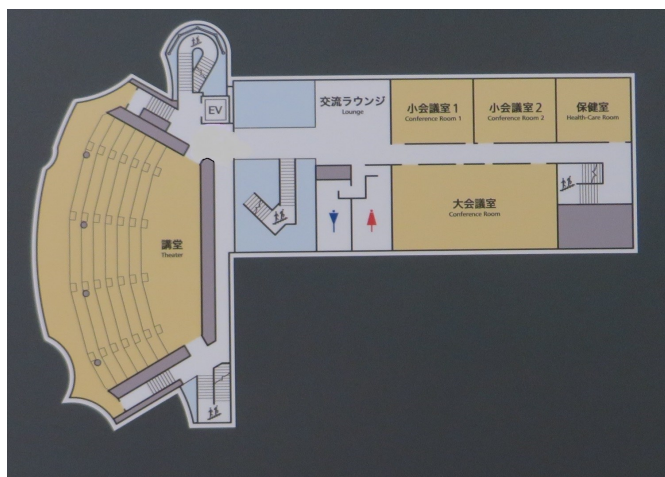 EV
交流ラウンジ
Lounge
小会議室1
Conference Room 1
小会議室2
Conference Room 2
保健室
Health-Care Room
大会議室
Conference Room
講堂
Theater